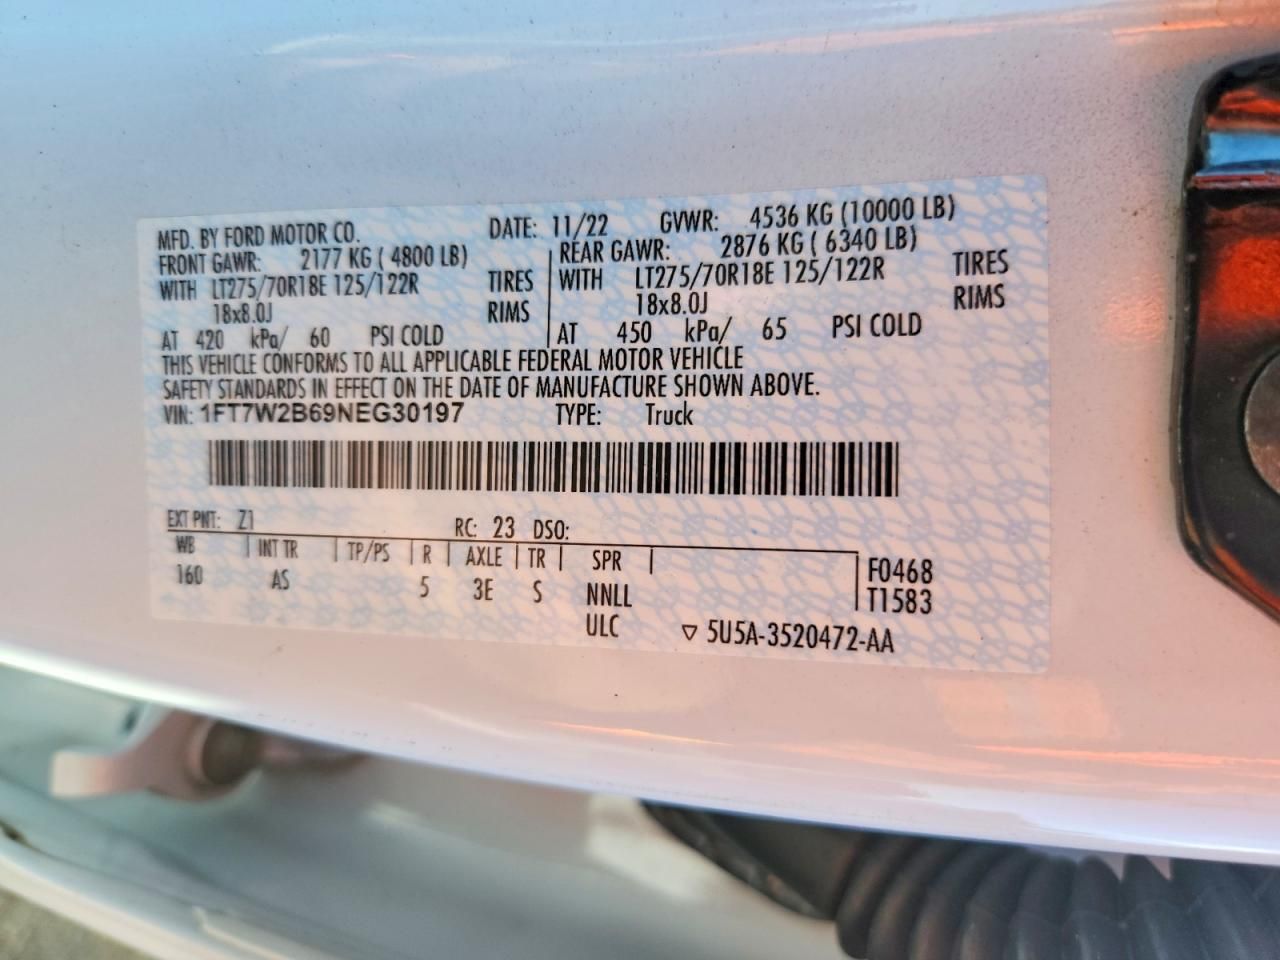 MFD. BY FORD MOTOR CO. DATE: 11/22 GVWR: 4536 KG (10000 LB)
FRONT GAWR: 2177 KG ( 4800 LB) REAR GAWR: 2876 KG ( 6340 LB)
WITH LT275/70R18E 125/122R TIRES WITH LT275/70R18E 125/122R TIRES
18x8.0J RIMS 18x8.0J RIMS
AT 420 kPa/ 60 PSI COLD AT 450 kPa/ 65 PSI COLD
THIS VEHICLE CONFORMS TO ALL APPLICABLE FEDERAL MOTOR VEHICLE
SAFETY STANDARDS IN EFFECT ON THE DATE OF MANUFACTURE SHOWN ABOVE.
VIN: 1FT7W2B69NEG30197 TYPE: Truck
EXT PNT: Z1 RC: 23 DSO:
WB INT TR TP/PS R AXLE TR SPR F0468
160 AS 5 3E S NNLL T1583
ULC ▽ 5U5A-3520472-AA